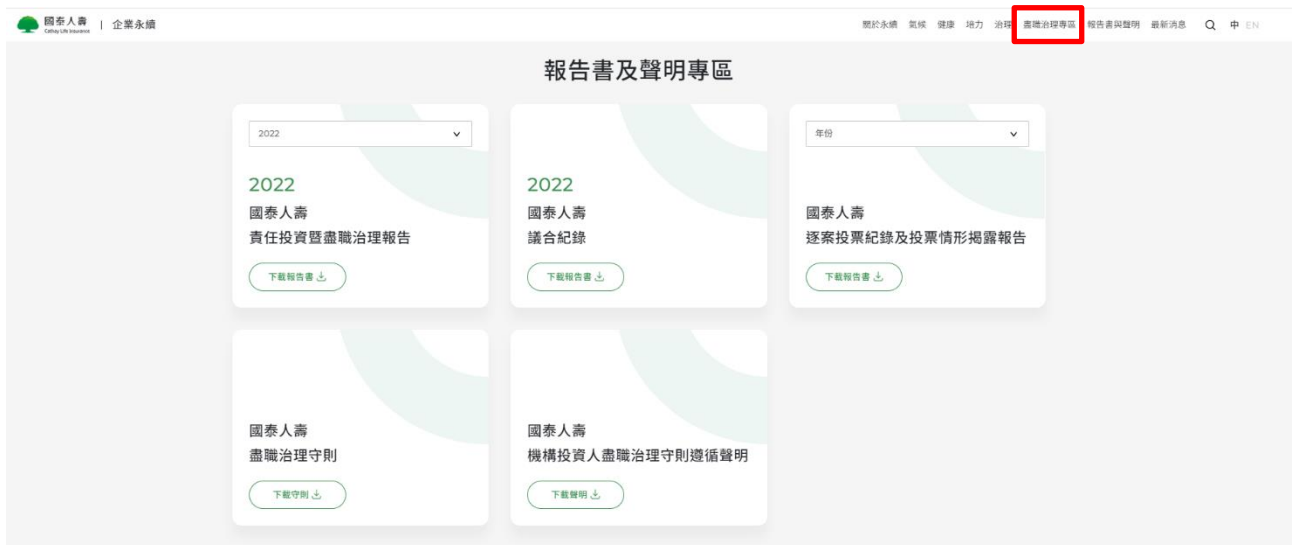 國泰人壽 | 企業永續
Cathay Life Insurance
關於永續 氣候 健康 培力 治理 盡職治理專區 報告書與聲明 最新消息 中 EN
報告書及聲明專區
2022
2022
國泰人壽
責任投資暨盡職治理報告
下載報告書
2022
國泰人壽
議合紀錄
下載報告書
年份
國泰人壽
逐案投票紀錄及投票情形揭露報告
下載報告書
國泰人壽
盡職治理守則
下載守則
國泰人壽
機構投資人盡職治理守則遵循聲明
下載聲明